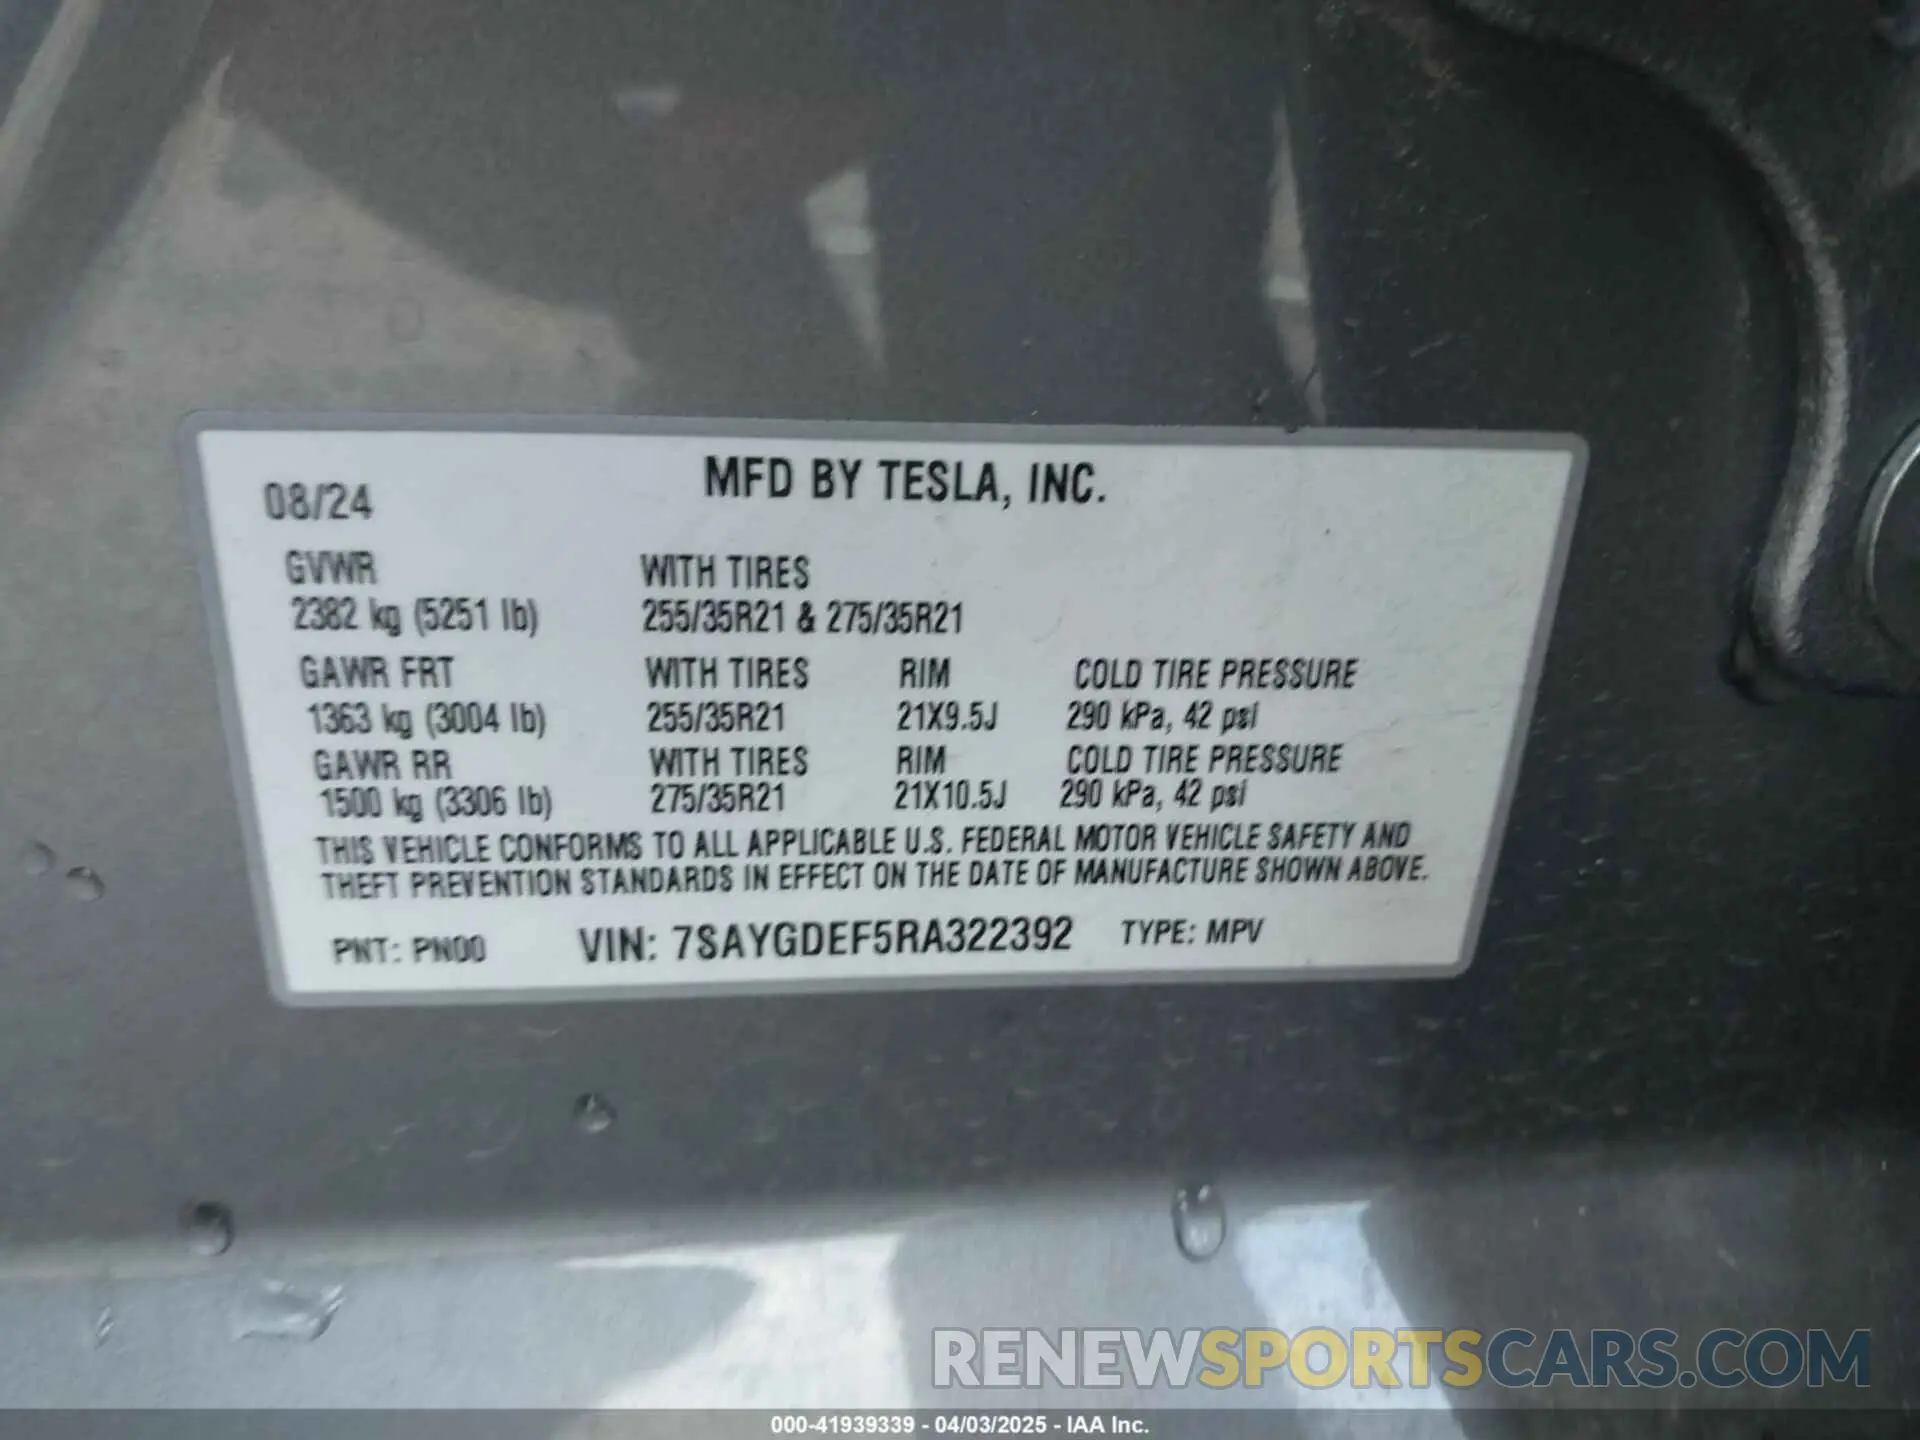 08/24 MFD BY TESLA, INC.
GVWR WITH TIRES
2382 kg (5251 lb) 255/35R21 & 275/35R21
GAWR FRT WITH TIRES RIM COLD TIRE PRESSURE
1363 kg (3004 lb) 255/35R21 21X9.5J 290 kPa, 42 psi
GAWR RR WITH TIRES RIM COLD TIRE PRESSURE
1500 kg (3306 lb) 275/35R21 21X10.5J 290 kPa, 42 psi
THIS VEHICLE CONFORMS TO ALL APPLICABLE U.S. FEDERAL MOTOR VEHICLE SAFETY AND
THEFT PREVENTION STANDARDS IN EFFECT ON THE DATE OF MANUFACTURE SHOWN ABOVE.
PNT: PN00 VIN: 7SAYGDEF5RA322392 TYPE: MPV
RENEWSPORTSCARS.COM
000-41939339 - 04/03/2025 - IAA Inc.